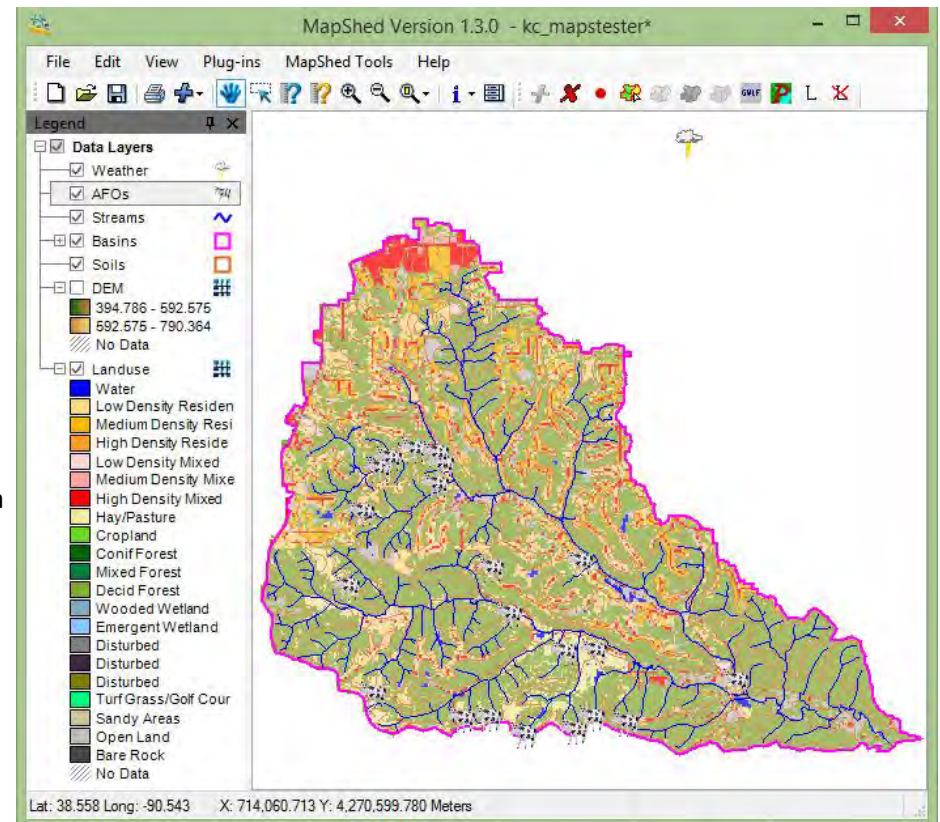 MapShed Version 1.3.0 - kc_mapstester*
File Edit View Plug-ins MapShed Tools Help
GWLF P L
Legend
Data Layers
Weather
AFOs
Streams
Basins
Soils
DEM
394.786 - 592.575
592.575 - 790.364
No Data
Landuse
Water
Low Density Residen
Medium Density Resi
High Density Reside
Low Density Mixed
Medium Density Mixe
High Density Mixed
Hay/Pasture
Cropland
Conif Forest
Mixed Forest
Decid Forest
Wooded Wetland
Emergent Wetland
Disturbed
Disturbed
Disturbed
Turf Grass/Golf Cour
Sandy Areas
Open Land
Bare Rock
No Data
Lat: 38.558 Long: -90.543 X: 714,060.713 Y: 4,270,599.780 Meters